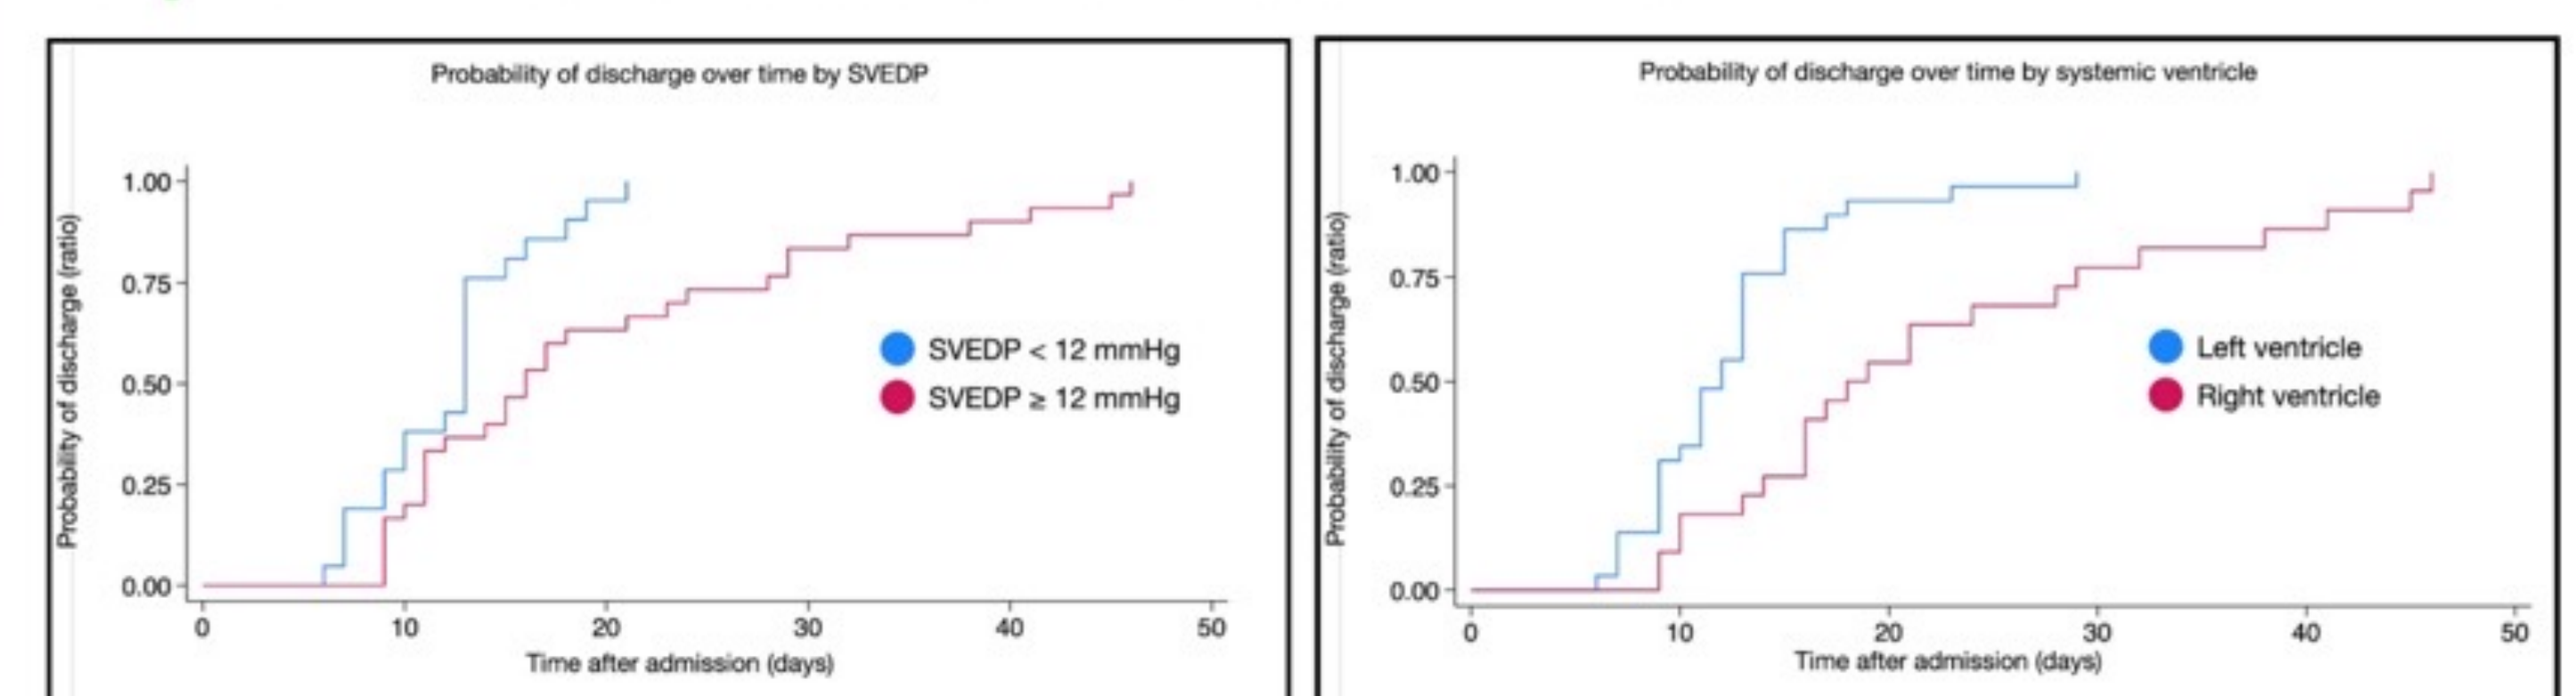 Probability of discharge over time by SVEDP
Probability of discharge (ratio)
1.00
0.75
0.50
0.25
0.00
SVEDP < 12 mmHg
SVEDP ≥ 12 mmHg
0 10 20 30 40 50
Time after admission (days)
Probability of discharge over time by systemic ventricle
Probability of discharge (ratio)
1.00
0.75
0.50
0.25
0.00
Left ventricle
Right ventricle
0 10 20 30 40 50
Time after admission (days)